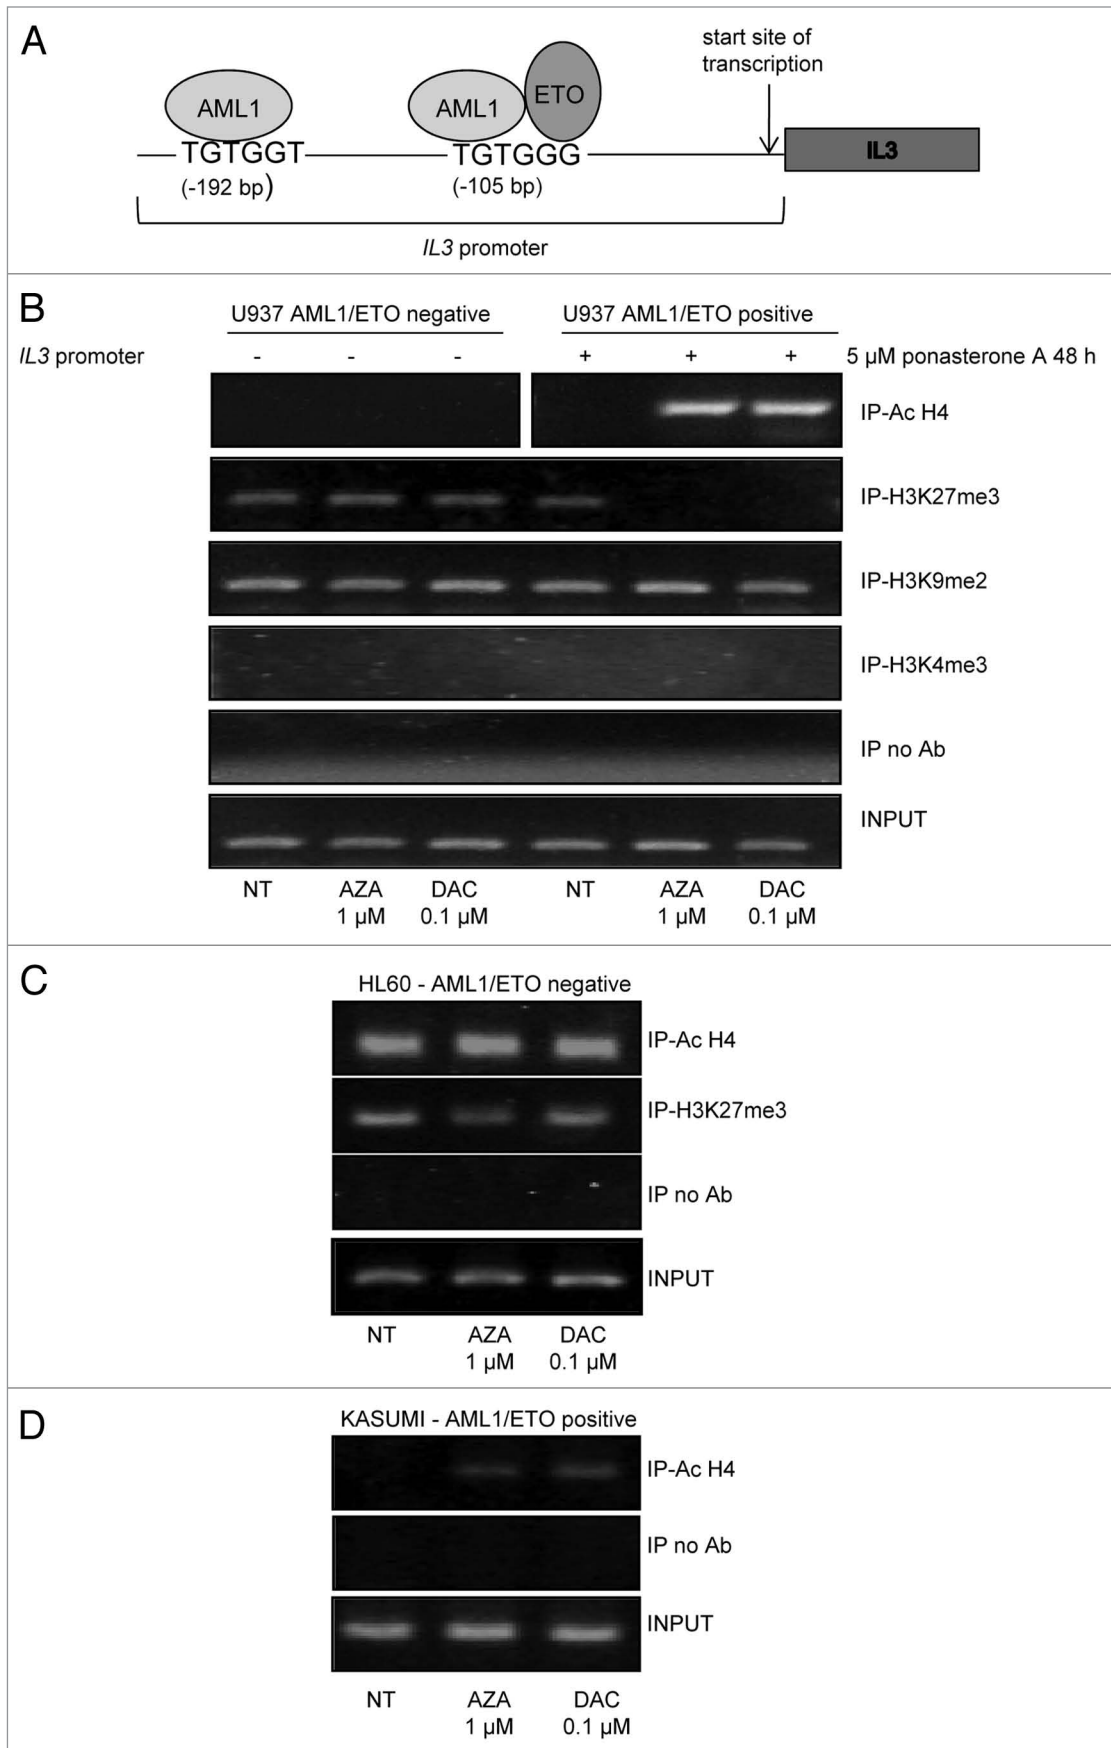 A
start site of
transcription
AML1
AML1
ETO
TGTGGT
TGTGGG
IL3
(-192 bp)
(-105 bp)
IL3 promoter
B
U937 AML1/ETO negative
U937 AML1/ETO positive
IL3 promoter
- - - + + + 5 µM ponasterone A 48 h
IP-Ac H4
IP-H3K27me3
IP-H3K9me2
IP-H3K4me3
IP no Ab
INPUT
NT AZA DAC NT AZA DAC
1 µM 0.1 µM 1 µM 0.1 µM
C
HL60 - AML1/ETO negative
IP-Ac H4
IP-H3K27me3
IP no Ab
INPUT
NT AZA DAC
1 µM 0.1 µM
D
KASUMI - AML1/ETO positive
IP-Ac H4
IP no Ab
INPUT
NT AZA DAC
1 µM 0.1 µM